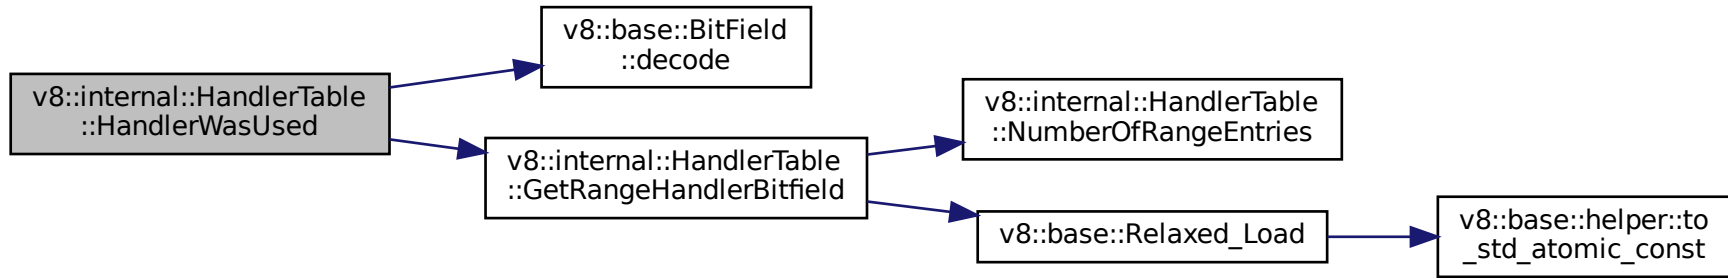 v8::internal::HandlerTable
::HandlerWasUsed
v8::base::BitField
::decode
v8::internal::HandlerTable
::GetRangeHandlerBitfield
v8::internal::HandlerTable
::NumberOfRangeEntries
v8::base::Relaxed_Load
v8::base::helper::to
_std_atomic_const